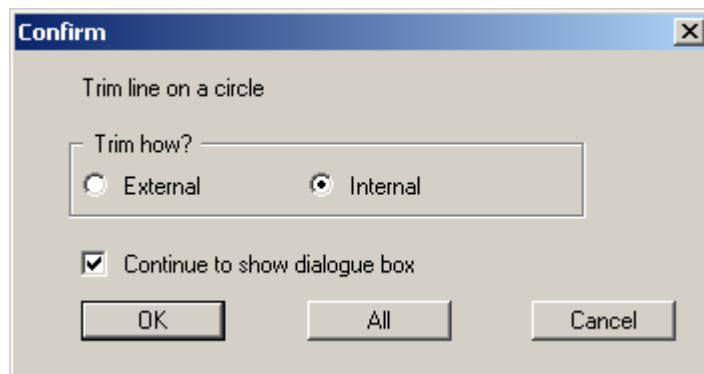 Confirm
Trim line on a circle
Trim how?
External Internal
Continue to show dialogue box
OK All Cancel